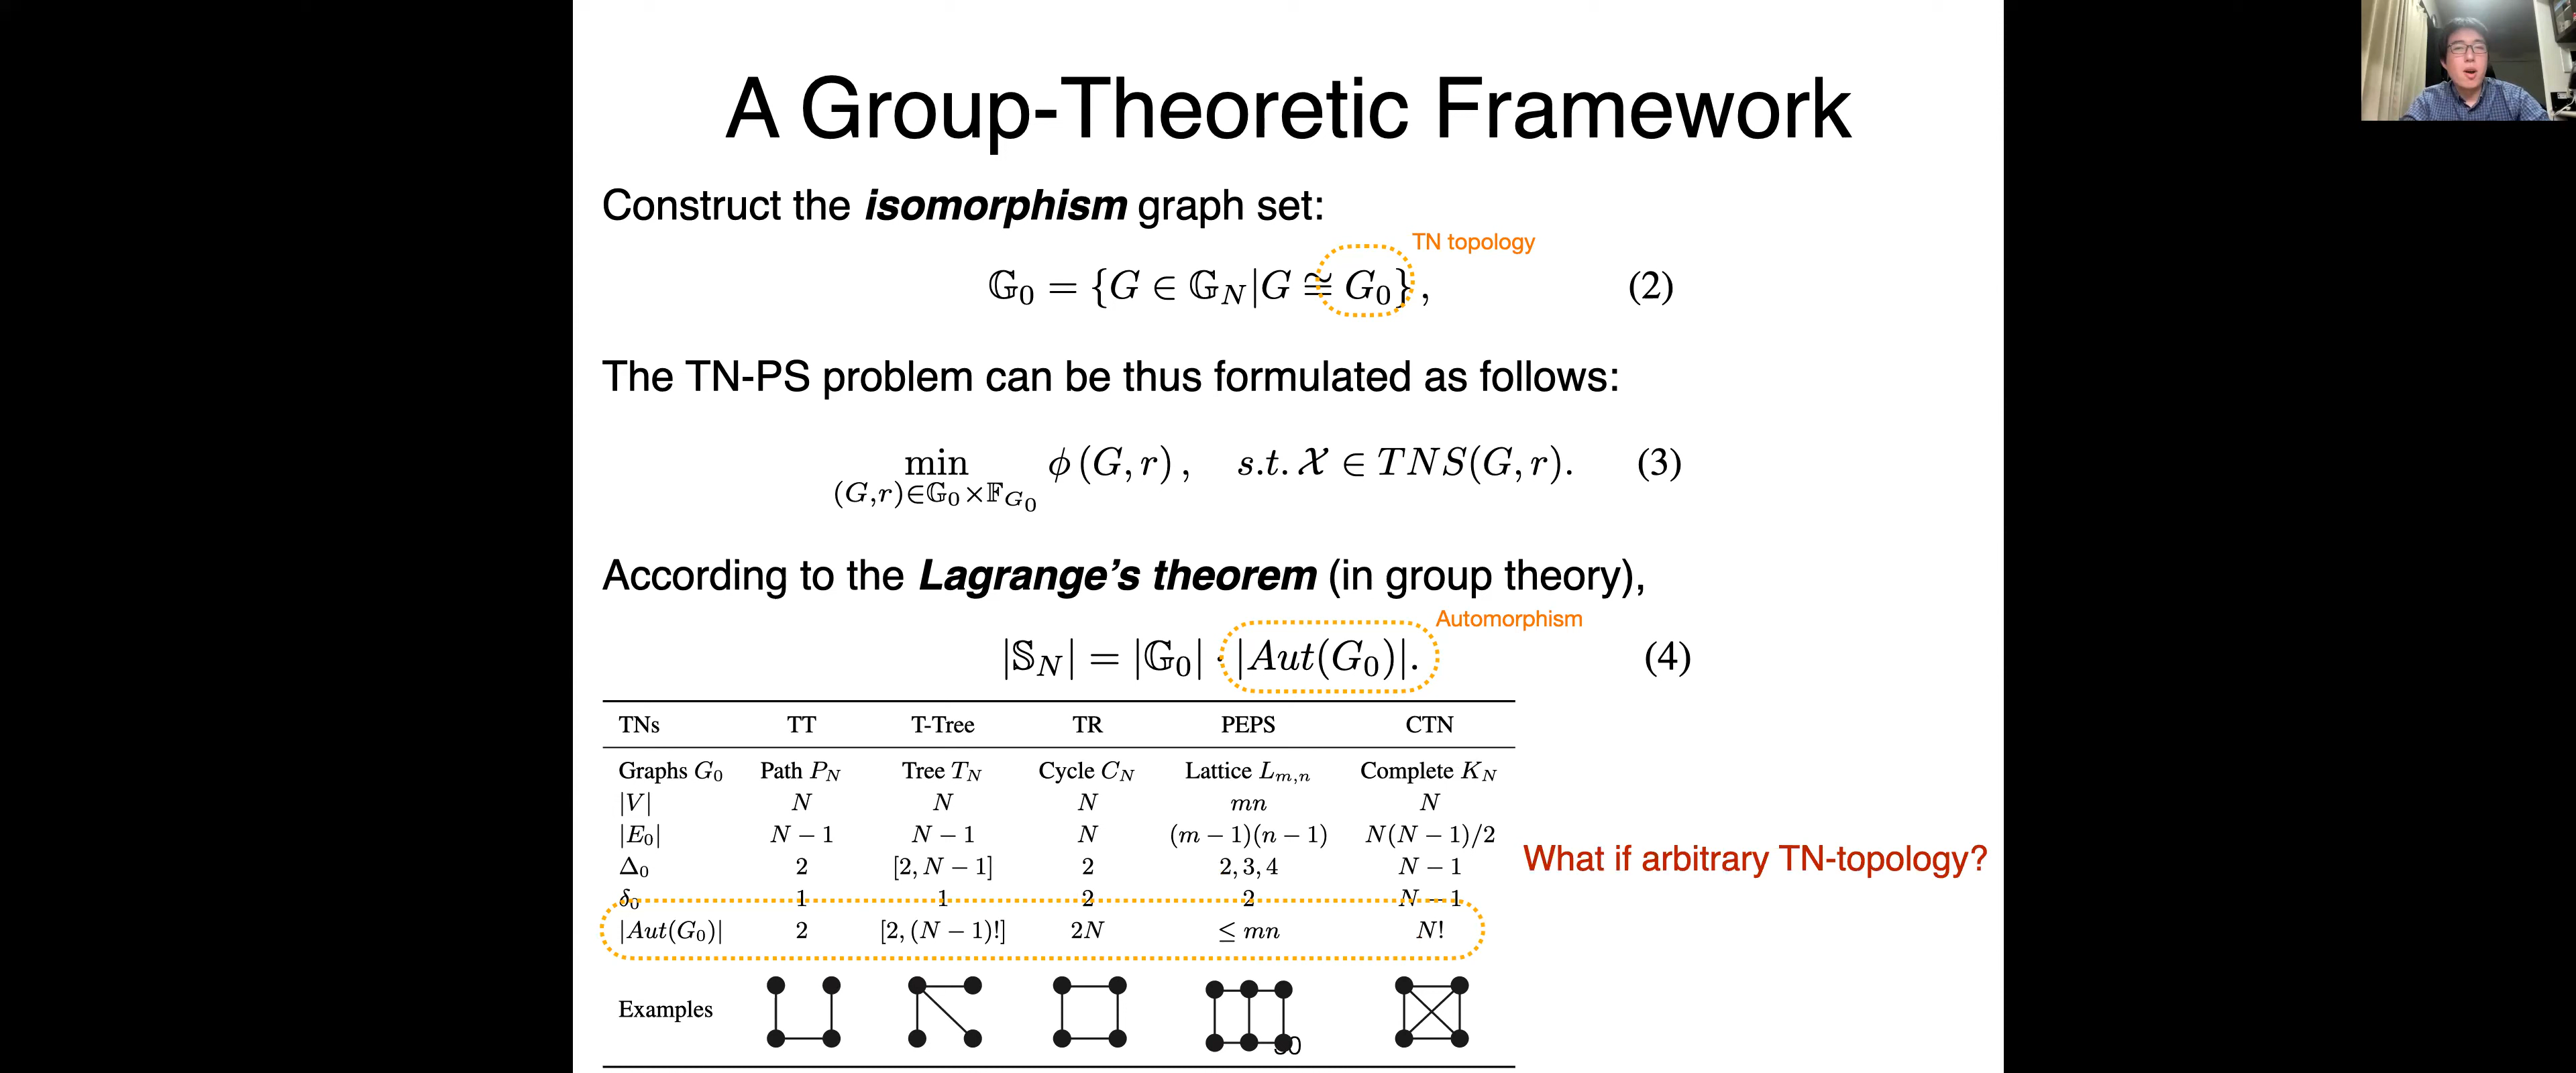 A Group-Theoretic Framework
Construct the isomorphism graph set:
TN topology
𝔾₀ = {G ∈ 𝔾_N | G ≅ G₀}, (2)
The TN-PS problem can be thus formulated as follows:
min ϕ(G, r), s.t. 𝒳 ∈ TNS(G, r). (3)
(G,r)∈𝔾₀×𝔽_{G₀}
According to the Lagrange's theorem (in group theory),
Automorphism
|𝕊_N| = |𝔾₀| · |Aut(G₀)|. (4)
TNs TT T-Tree TR PEPS CTN
Graphs G₀ Path P_N Tree T_N Cycle C_N Lattice L_{m,n} Complete K_N
|V| N N N mn N
|E₀| N − 1 N − 1 N (m − 1)(n − 1) N(N − 1)/2
Δ₀ 2 [2, N − 1] 2 2, 3, 4 N − 1
What if arbitrary TN-topology?
δ₀ 1 1 2 2 N − 1
|Aut(G₀)| 2 [2, (N − 1)!] 2N ≤ mn N!
Examples